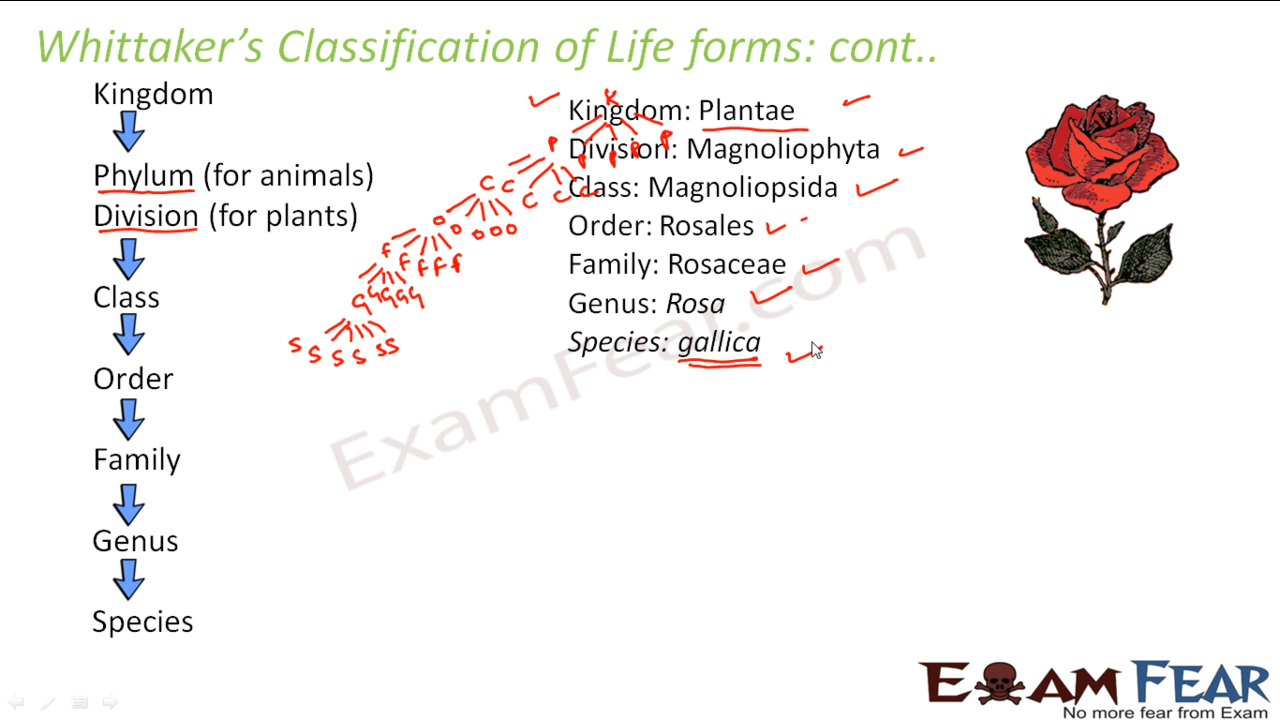 Whittaker's Classification of Life forms: cont..
Kingdom
Phylum (for animals)
Division (for plants)
Class
Order
Family
Genus
Species
Kingdom: Plantae
Division: Magnoliophyta
Class: Magnoliopsida
Order: Rosales
Family: Rosaceae
Genus: Rosa
Species: gallica
K
P P P P P
C C C C C
O O O O O
F F F F F
G G G G G
S S S S S S
ExamFear.com
EXAM FEAR
No more fear from Exam